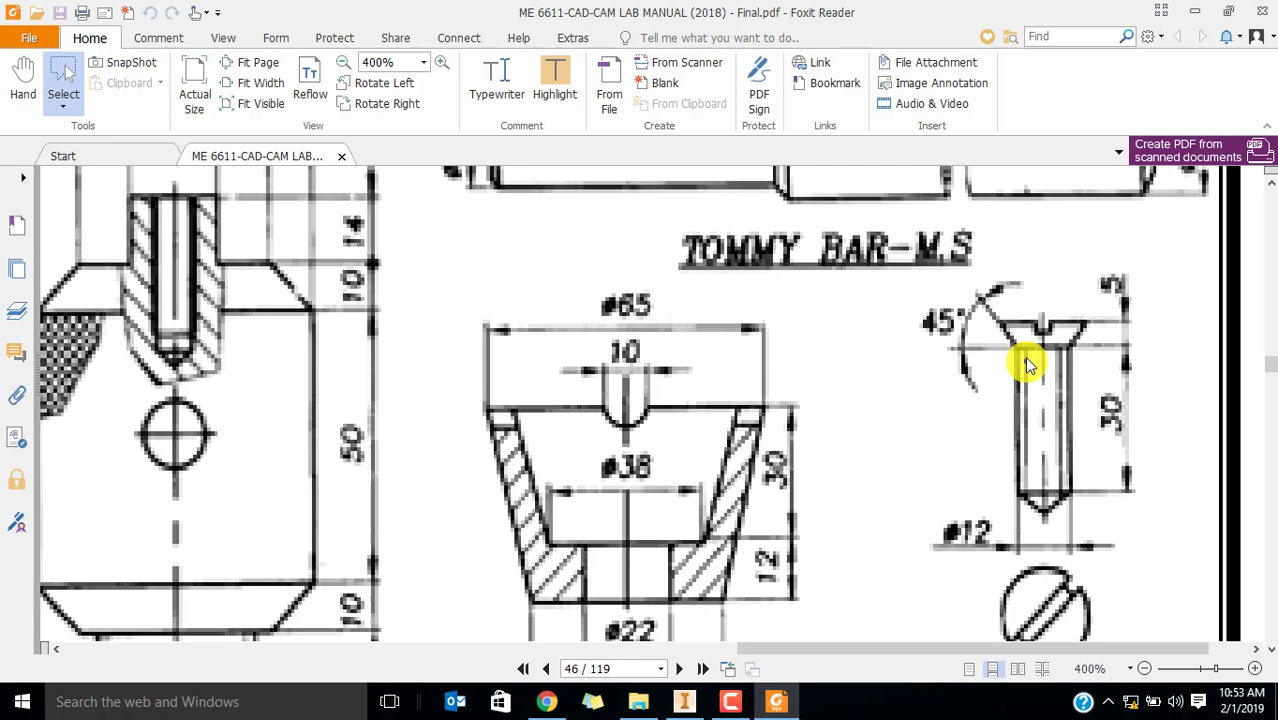 ME 6611-CAD-CAM LAB MANUAL (2018) - Final.pdf - Foxit Reader
File Home Comment View Form Protect Share Connect Help Extras Tell me what you want to do.. Find
Hand
Select
SnapShot
Clipboard
Tools
Actual Size
Fit Page
Fit Width
Fit Visible
Reflow
400%
Rotate Left
Rotate Right
View
Typewriter
Highlight
Comment
From File
From Scanner
Blank
From Clipboard
Create
PDF Sign
Protect
Link
Bookmark
Links
File Attachment
Image Annotation
Audio & Video
Insert
Start
ME 6611-CAD-CAM LAB...
Create PDF from
scanned documents
TOMMY BAR-M.S
14
10
50
10
ø65
10
ø38
30
12
ø22
45°
5
30
ø12
46 / 119
400%
Search the web and Windows
10:53 AM
2/1/2019